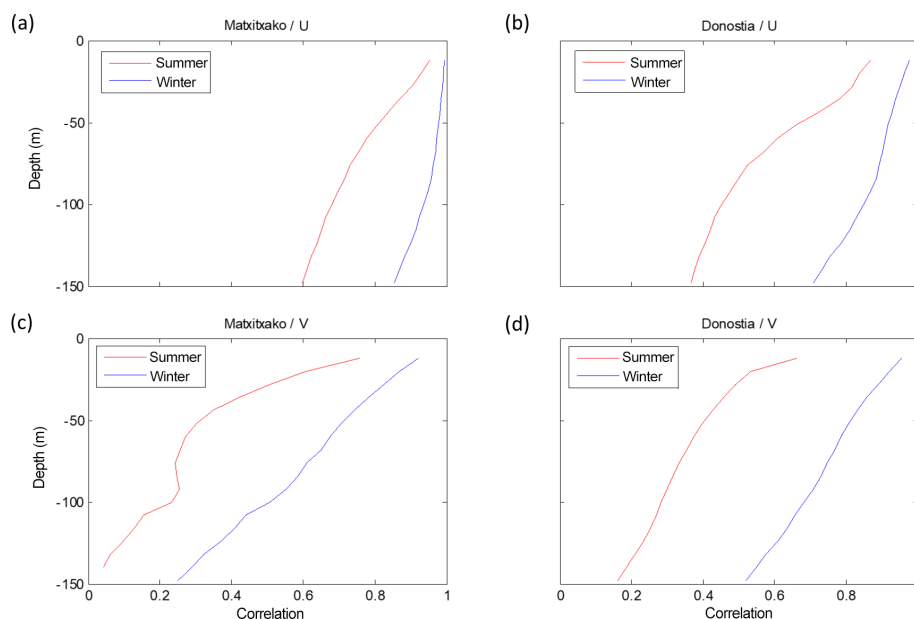 (a)
Matxitxako / U
0
-50
-100
-150
Depth (m)
Summer
Winter
(b)
Donostia / U
Summer
Winter
(c)
Matxitxako / V
0
-50
-100
-150
Depth (m)
Summer
Winter
0 0.2 0.4 0.6 0.8 1
Correlation
(d)
Donostia / V
Summer
Winter
0 0.2 0.4 0.6 0.8
Correlation